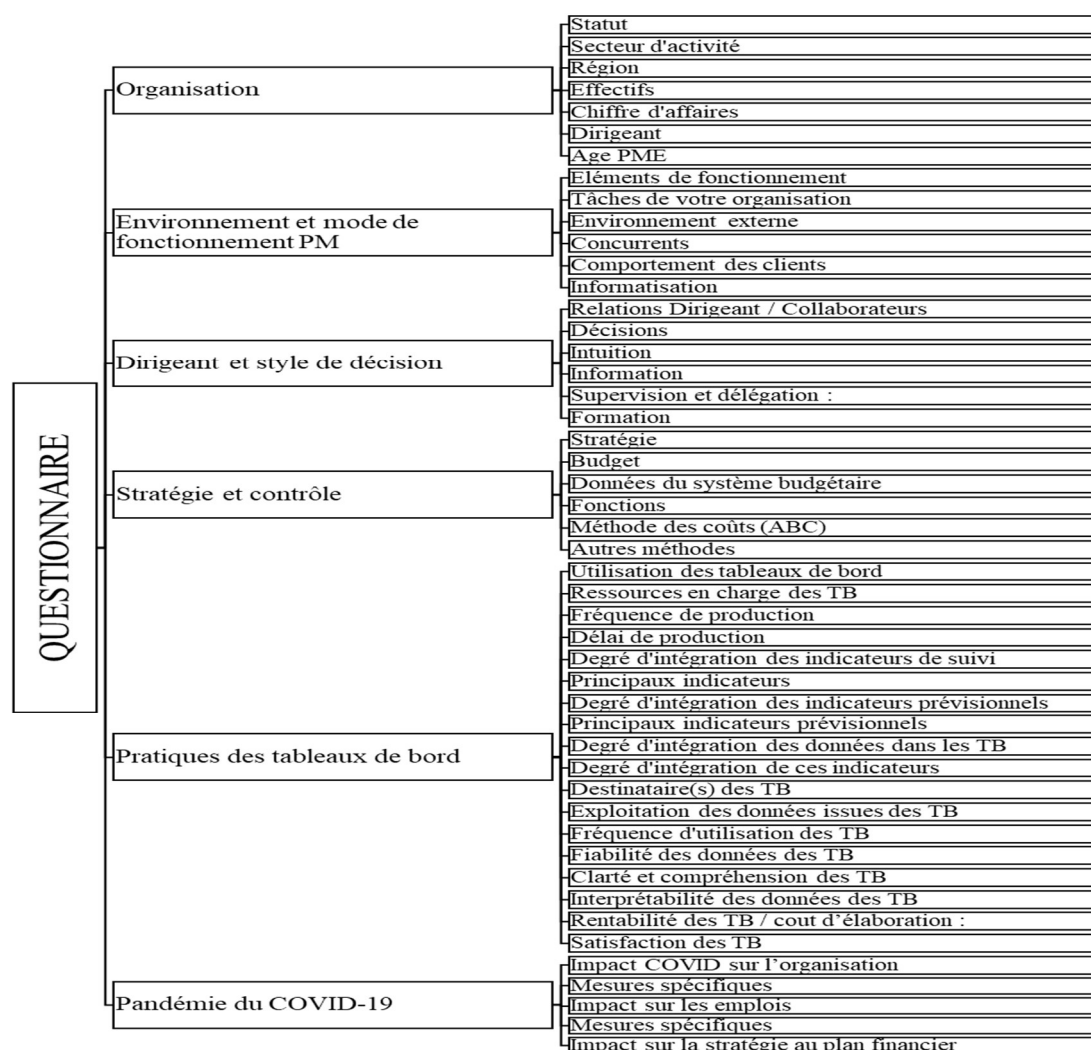 QUESTIONNAIRE
Organisation
Statut
Secteur d'activité
Région
Effectifs
Chiffre d'affaires
Dirigeant
Age PME
Environnement et mode de
fonctionnement PM
Eléments de fonctionnement
Tâches de votre organisation
Environnement externe
Concurrents
Comportement des clients
Informatisation
Dirigeant et style de décision
Relations Dirigeant / Collaborateurs
Décisions
Intuition
Information
Supervision et délégation :
Formation
Stratégie et contrôle
Stratégie
Budget
Données du système budgétaire
Fonctions
Méthode des coûts (ABC)
Autres méthodes
Pratiques des tableaux de bord
Utilisation des tableaux de bord
Ressources en charge des TB
Fréquence de production
Délai de production
Degré d'intégration des indicateurs de suivi
Principaux indicateurs
Degré d'intégration des indicateurs prévisionnels
Principaux indicateurs prévisionnels
Degré d'intégration des données dans les TB
Degré d'intégration de ces indicateurs
Destinataire(s) des TB
Exploitation des données issues des TB
Fréquence d'utilisation des TB
Fiabilité des données des TB
Clarté et compréhension des TB
Interprétabilité des données des TB
Rentabilité des TB / cout d’élaboration :
Satisfaction des TB
Pandémie du COVID-19
Impact COVID sur l’organisation
Mesures spécifiques
Impact sur les emplois
Mesures spécifiques
Impact sur la stratégie au plan financier